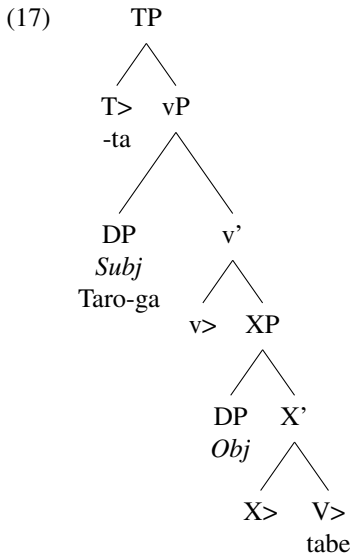 (17) TP
T> vP
-ta
DP v’
Subj
Taro-ga
v> XP
DP X’
Obj
X> V>
tabe